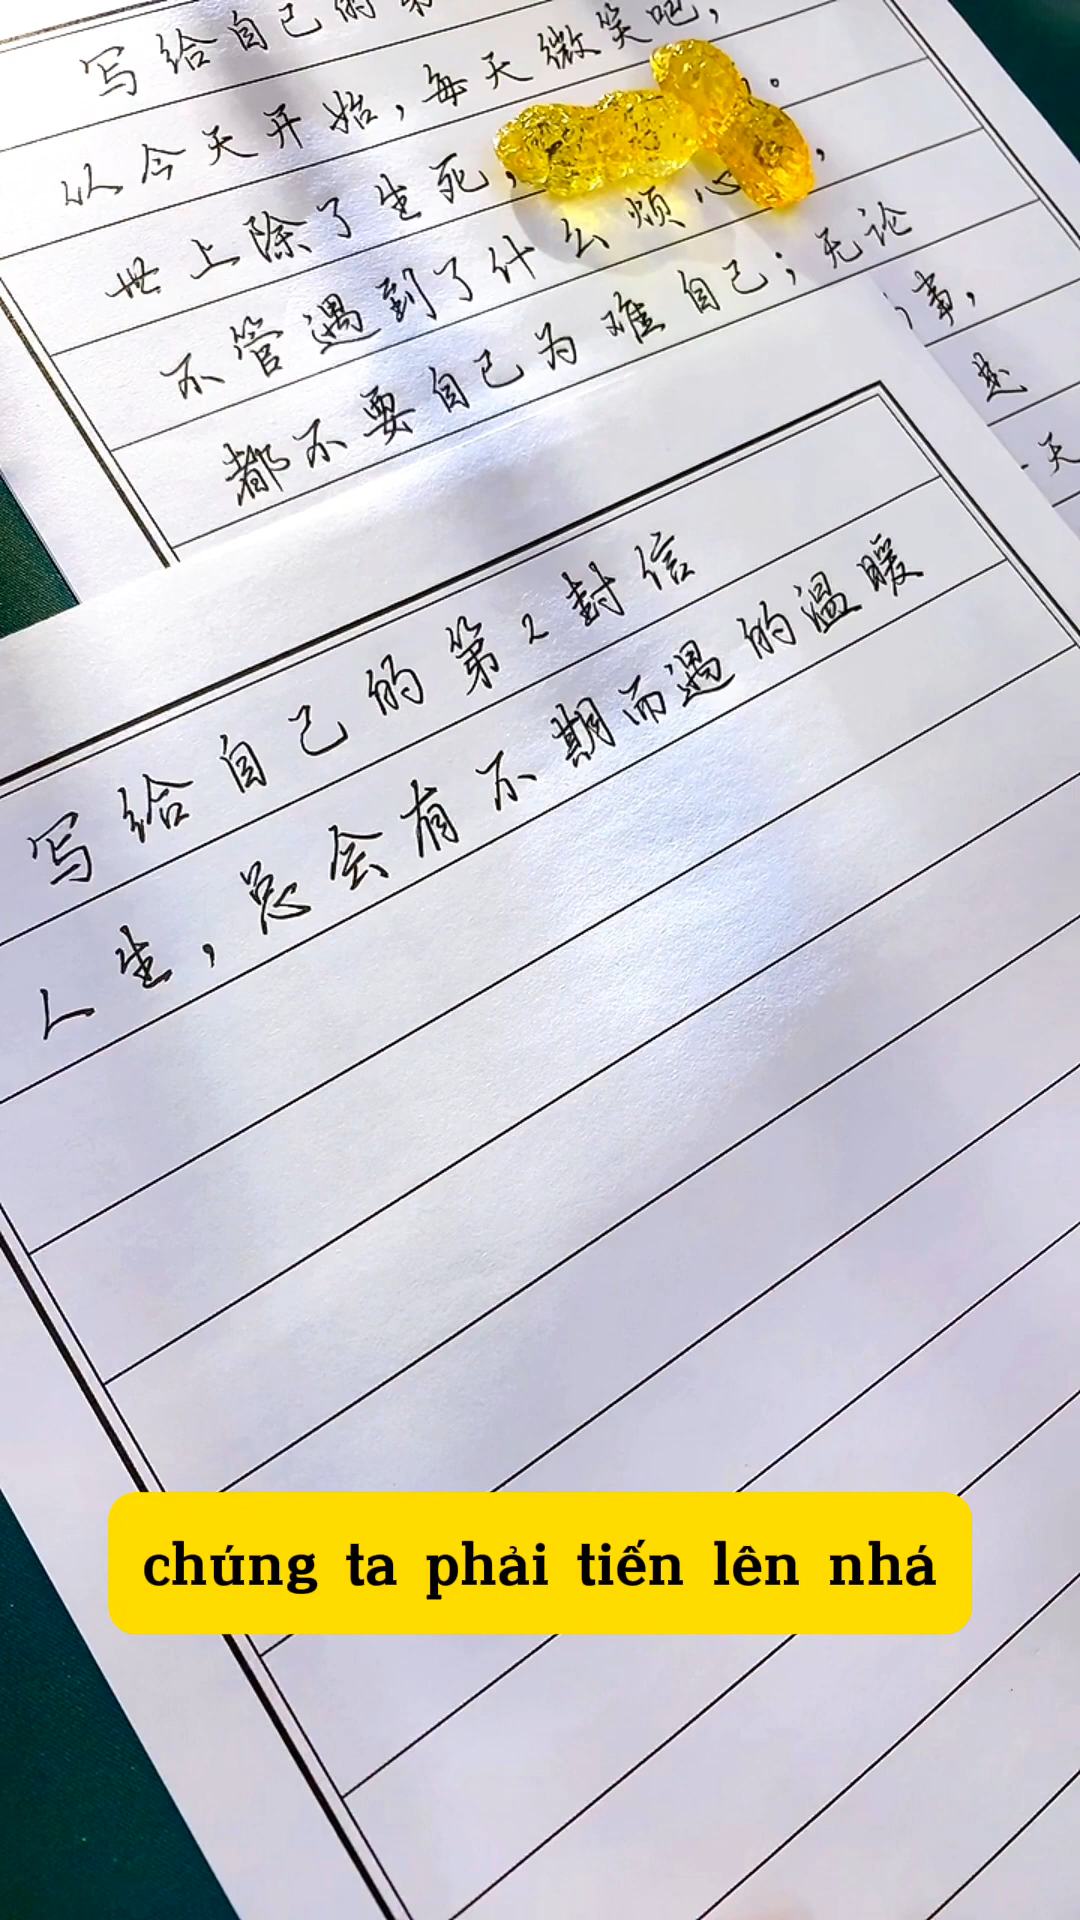 写给自己的第
从今天开始，每天微笑吧，
世上除了生死，
不管遇到了什么烦心，
都不要自己为难自己；无论
事，
天
写给自己的第2封信
人生，总会有不期而遇的温暖
chúng ta phải tiến lên nhá